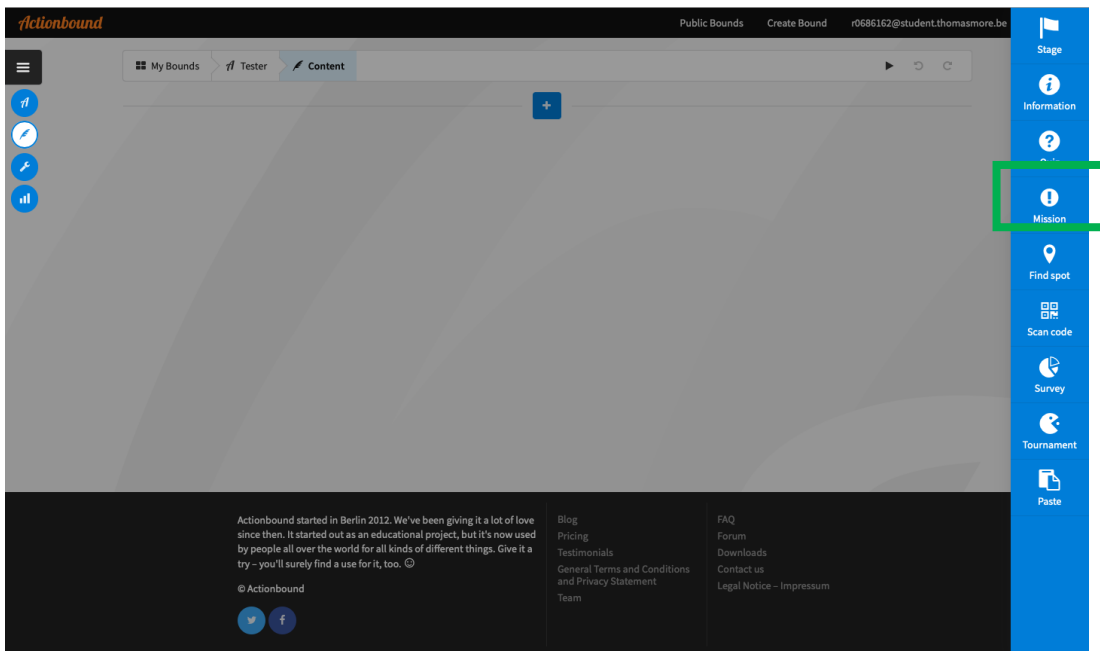 Actionbound
Public Bounds
Create Bound
r0686162@student.thomasmore.be
My Bounds
Tester
Content
Stage
Information
Quiz
Mission
Find spot
Scan code
Survey
Tournament
Paste
Actionbound started in Berlin 2012. We've been giving it a lot of love
since then. It started out as an educational project, but it's now used
by people all over the world for all kinds of different things. Give it a
try – you'll surely find a use for it, too. ☺
© Actionbound
Blog
Pricing
Testimonials
General Terms and Conditions
and Privacy Statement
Team
FAQ
Forum
Downloads
Contact us
Legal Notice – Impressum